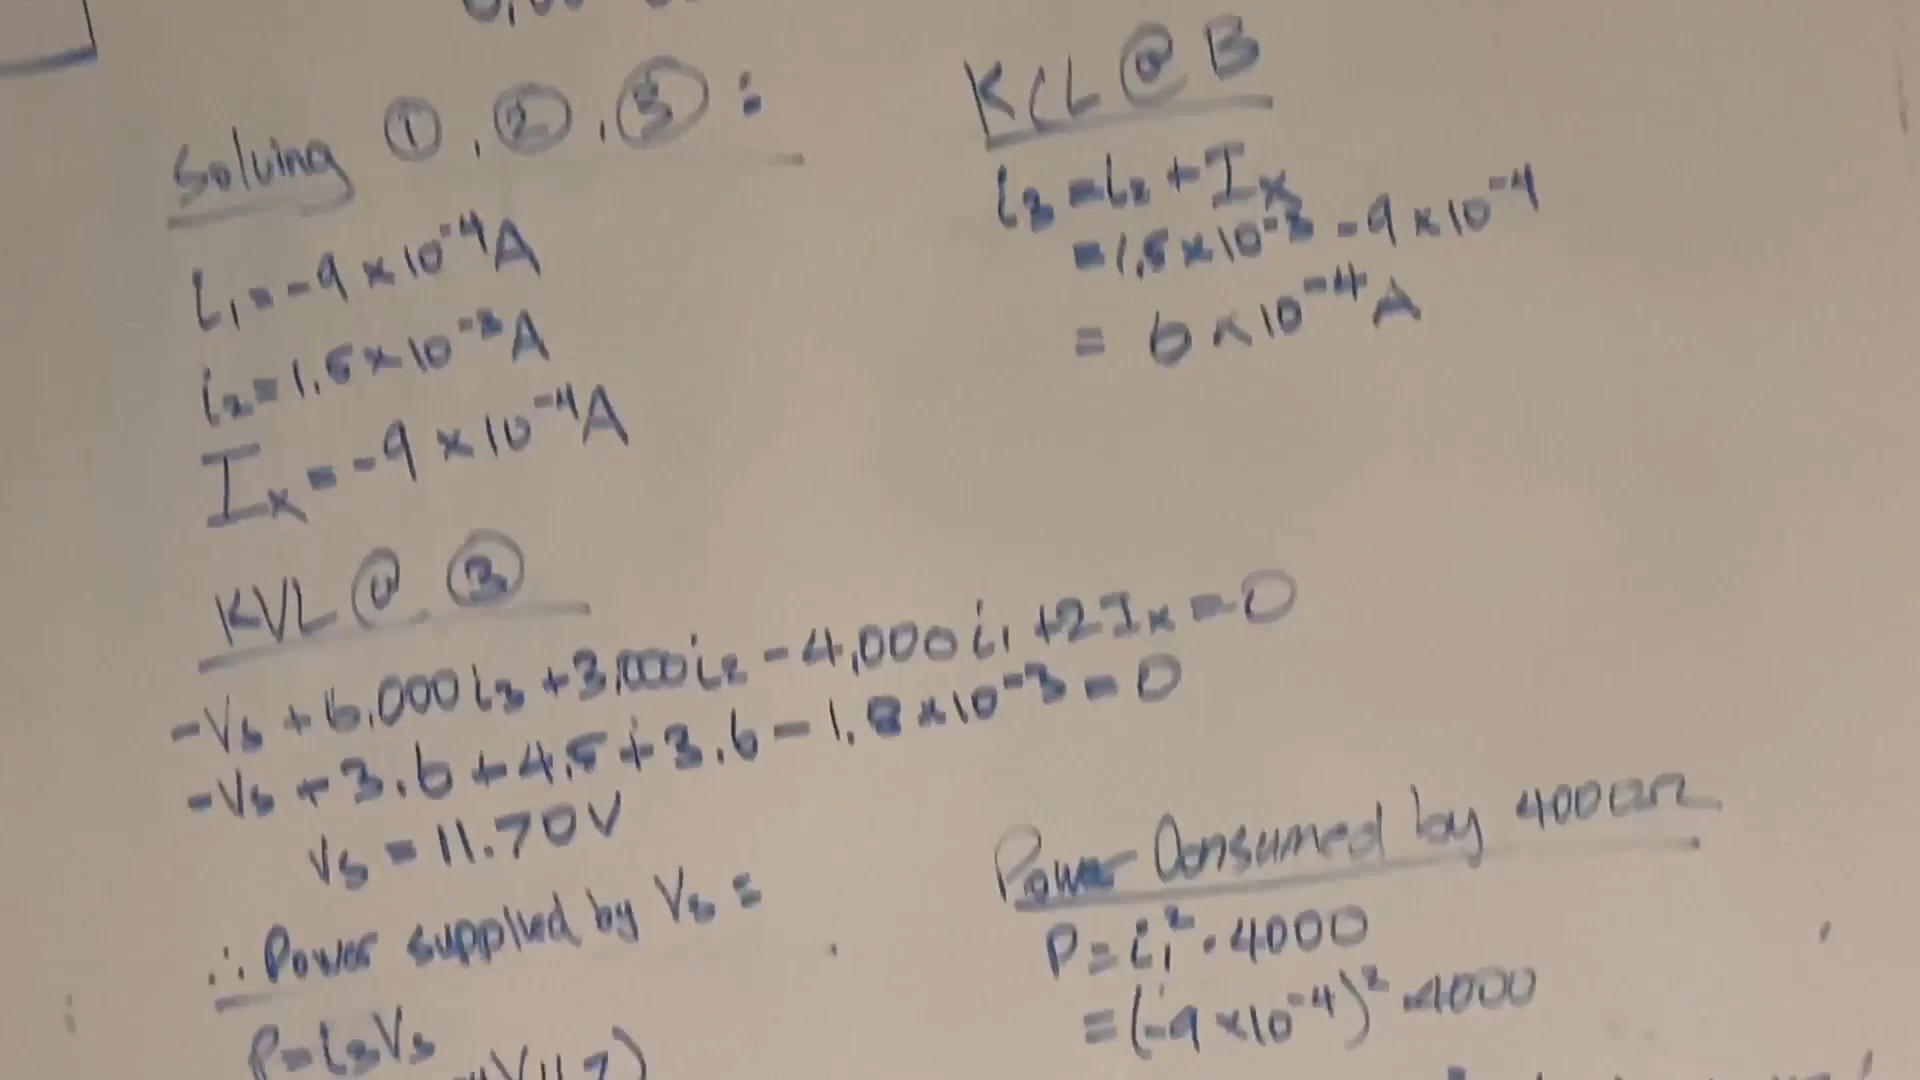 Solving ①, ②, ③:
i₁ = -9 × 10⁻⁴A
i₂ = 1.5 × 10⁻³A
Iₓ = -9 × 10⁻⁴A
KCL @ B
i₃ = i₂ + Iₓ
= 1.5 × 10⁻³ - 9 × 10⁻⁴
= 6 × 10⁻⁴A
KVL @ ③
-Vs + 6,000i₃ + 3,000i₂ - 4,000i₁ + 2Iₓ = 0
-Vs + 3.6 + 4.5 + 3.6 - 1.8 × 10⁻³ = 0
Vs = 11.70V
∴ Power supplied by Vs =
P = i₃Vs
Power Consumed by 4000Ω
P = i₁² · 4000
= (-9 × 10⁻⁴)² · 4000